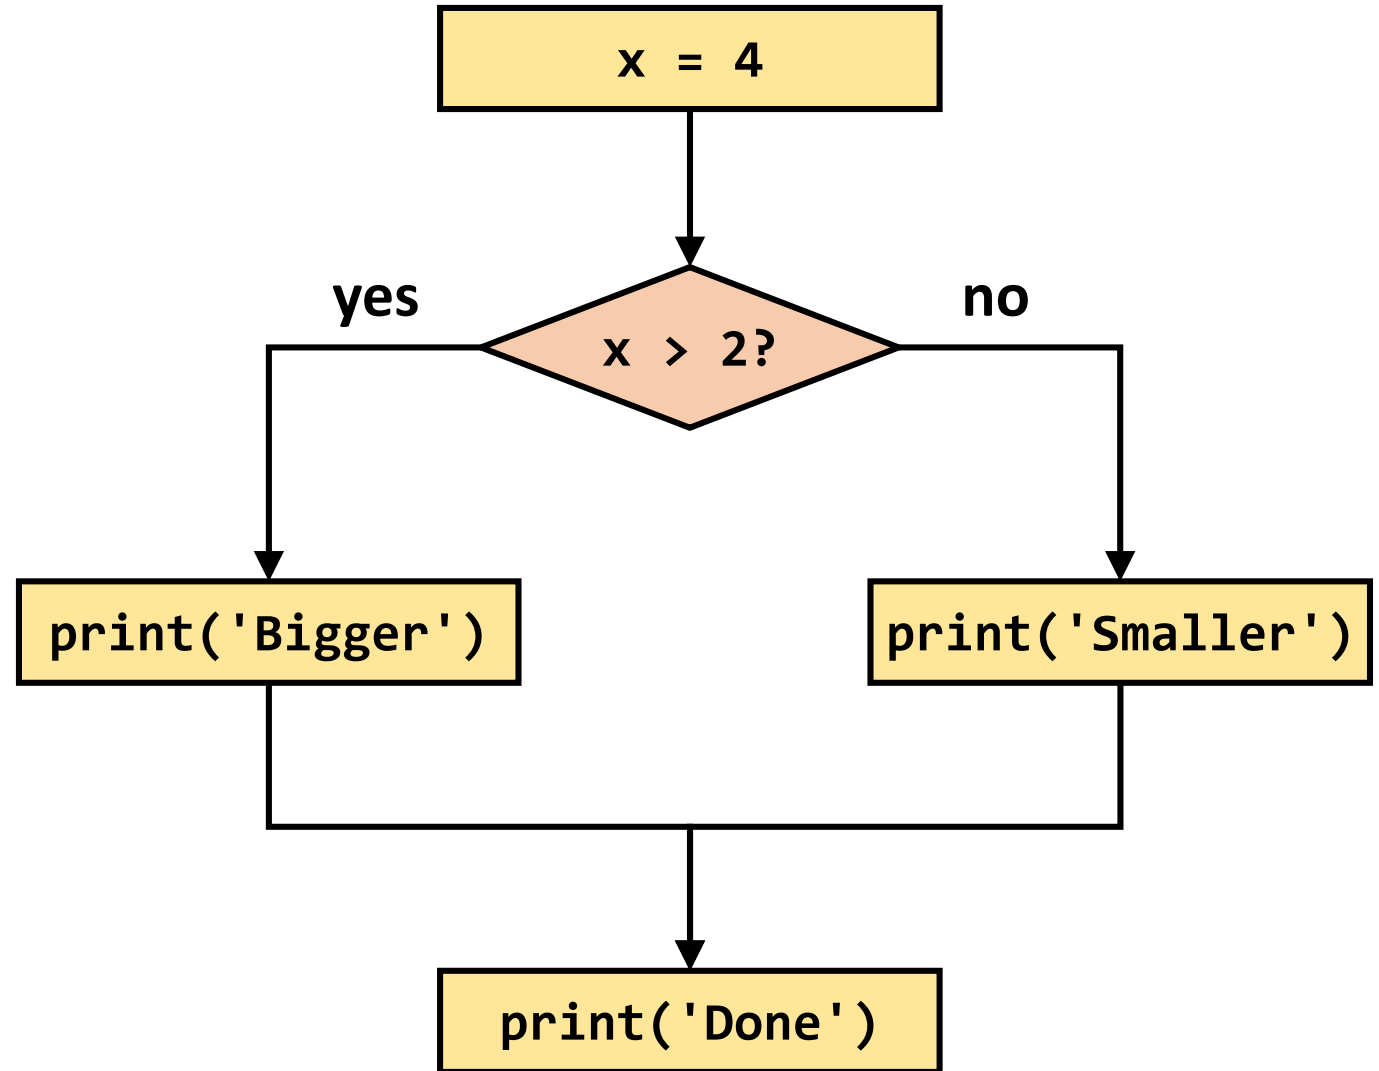 x = 4
yes
no
x > 2?
print('Bigger')
print('Smaller')
print('Done')